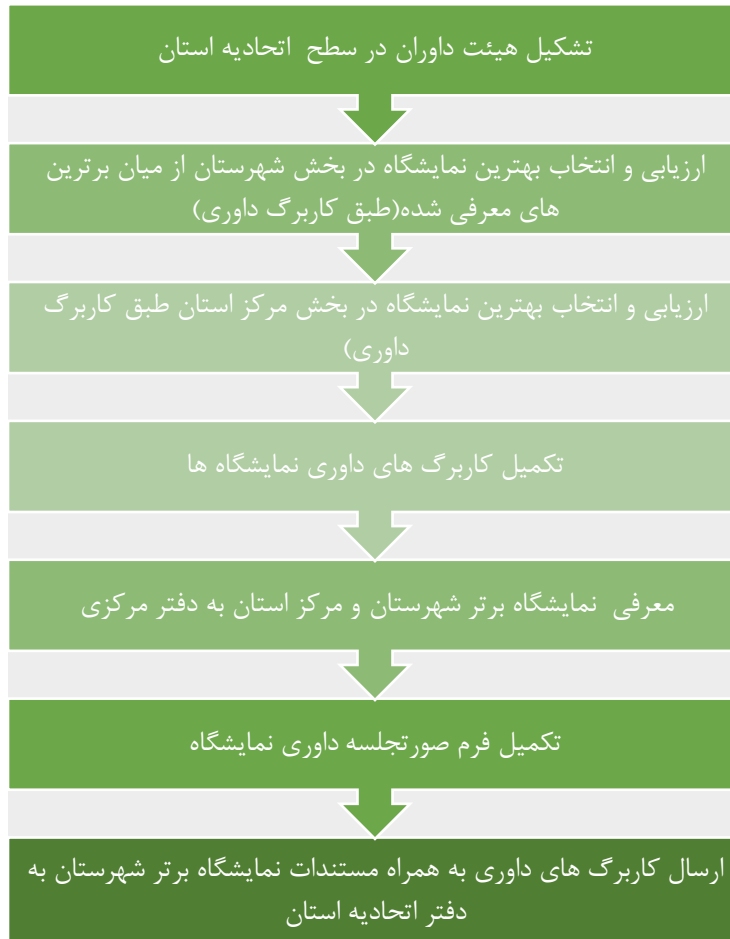 تشکیل هیئت داوران در سطح  اتحادیه استان
ارزیابی و انتخاب بهترین نمایشگاه در بخش شهرستان از میان برترین
های معرفی شده(طبق کاربرگ داوری)
ارزیابی و انتخاب بهترین نمایشگاه در بخش مرکز استان طبق کاربرگ
داوری)
تکمیل کاربرگ های داوری نمایشگاه ها
معرفی  نمایشگاه برتر شهرستان و مرکز استان به دفتر مرکزی
تکمیل فرم صورتجلسه داوری نمایشگاه
ارسال کاربرگ های داوری به همراه مستندات نمایشگاه برتر شهرستان به
دفتر اتحادیه استان